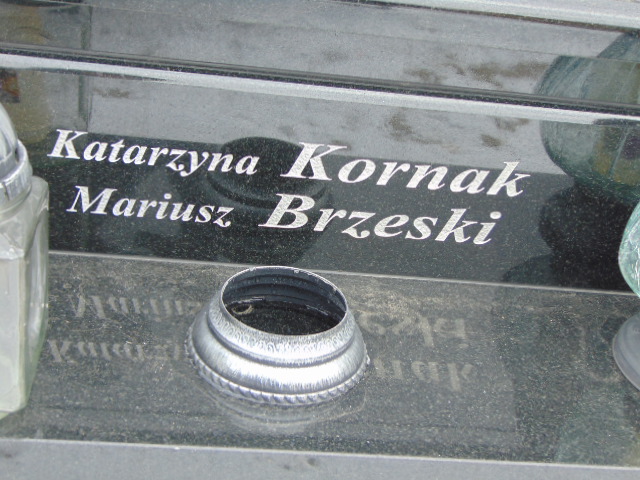 Katarzyna Kornak
Mariusz Brzeski